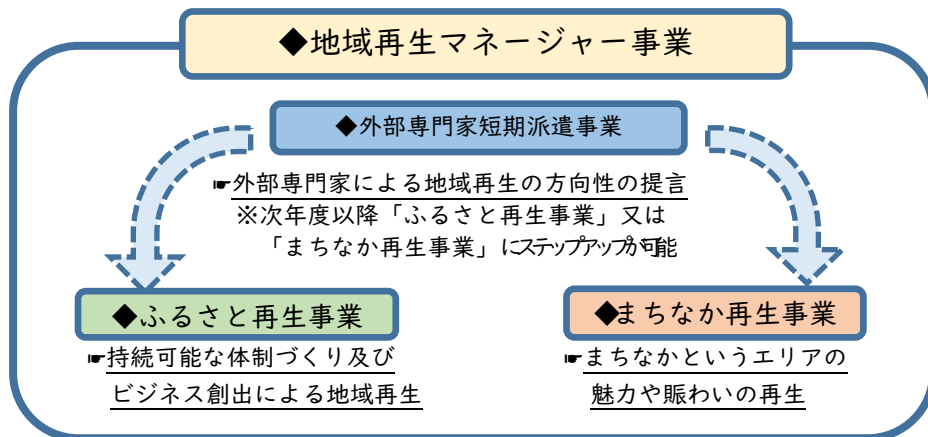 ◆地域再生マネージャー事業
◆外部専門家短期派遣事業
☛外部専門家による地域再生の方向性の提言
※次年度以降「ふるさと再生事業」又は
「まちなか再生事業」にステップアップが可能
◆ふるさと再生事業
☛持続可能な体制づくり及び
ビジネス創出による地域再生
◆まちなか再生事業
☛まちなかというエリアの
魅力や賑わいの再生